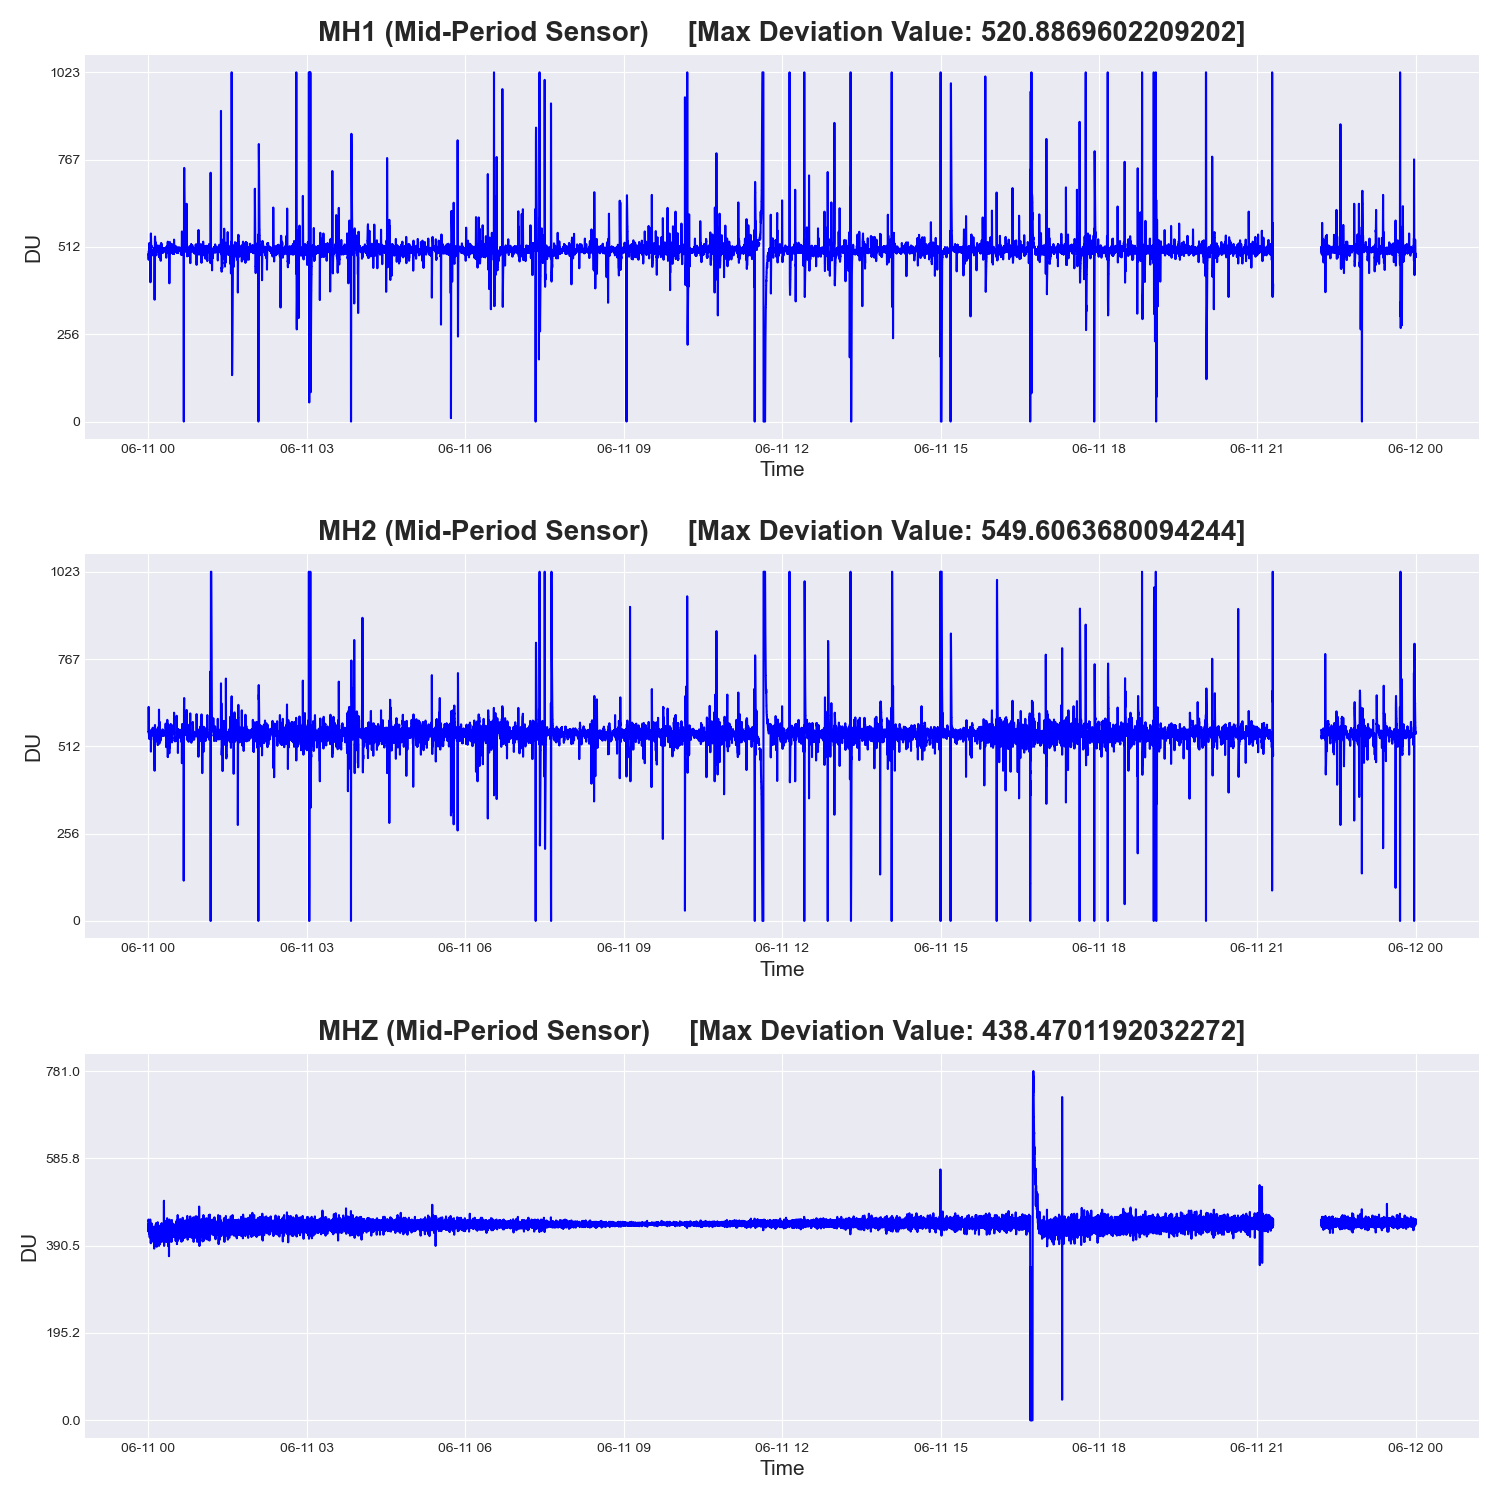 MH1 (Mid-Period Sensor) [Max Deviation Value: 520.8869602209202]
1023
767
512
256
0
DU
06-11 00 06-11 03 06-11 06 06-11 09 06-11 12 06-11 15 06-11 18 06-11 21 06-12 00
Time
MH2 (Mid-Period Sensor) [Max Deviation Value: 549.6063680094244]
1023
767
512
256
0
DU
06-11 00 06-11 03 06-11 06 06-11 09 06-11 12 06-11 15 06-11 18 06-11 21 06-12 00
Time
MHZ (Mid-Period Sensor) [Max Deviation Value: 438.4701192032272]
781.0
585.8
390.5
195.2
0.0
DU
06-11 00 06-11 03 06-11 06 06-11 09 06-11 12 06-11 15 06-11 18 06-11 21 06-12 00
Time